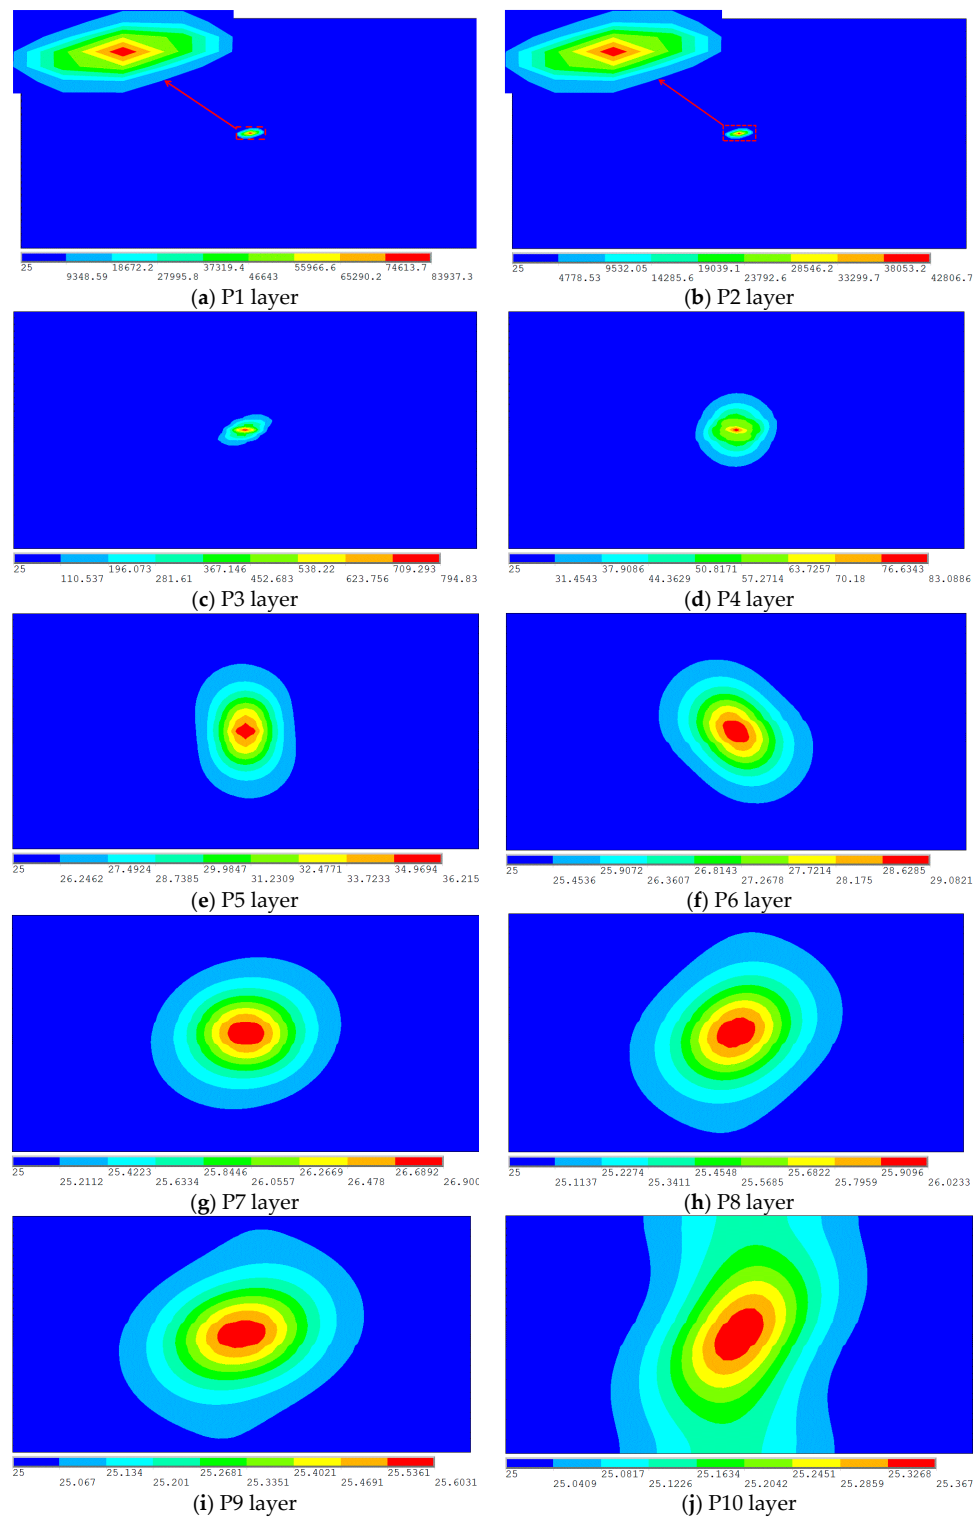 25 18672.2 37319.4 55966.6 74613.7
9348.59 27995.8 46643 65290.2 83937.3
(a) P1 layer
25 9532.05 19039.1 28546.2 38053.2
4778.53 14285.6 23792.6 33299.7 42806.7
(b) P2 layer
25 196.073 367.146 538.22 709.293
110.537 281.61 452.683 623.756 794.83
(c) P3 layer
25 37.9086 50.8171 63.7257 76.6343
31.4543 44.3629 57.2714 70.18 83.0886
(d) P4 layer
25 27.4924 29.9847 32.4771 34.9694
26.2462 28.7385 31.2309 33.7233 36.215
(e) P5 layer
25 25.9072 26.8143 27.7214 28.6285
25.4536 26.3607 27.2678 28.175 29.0821
(f) P6 layer
25 25.4223 25.8446 26.2669 26.6892
25.2112 25.6334 26.0557 26.478 26.900
(g) P7 layer
25 25.2274 25.4548 25.6822 25.9096
25.1137 25.3411 25.5685 25.7959 26.0233
(h) P8 layer
25 25.134 25.2681 25.4021 25.5361
25.067 25.201 25.3351 25.4691 25.6031
(i) P9 layer
25 25.0817 25.1634 25.2451 25.3268
25.0409 25.1226 25.2042 25.2859 25.367
(j) P10 layer